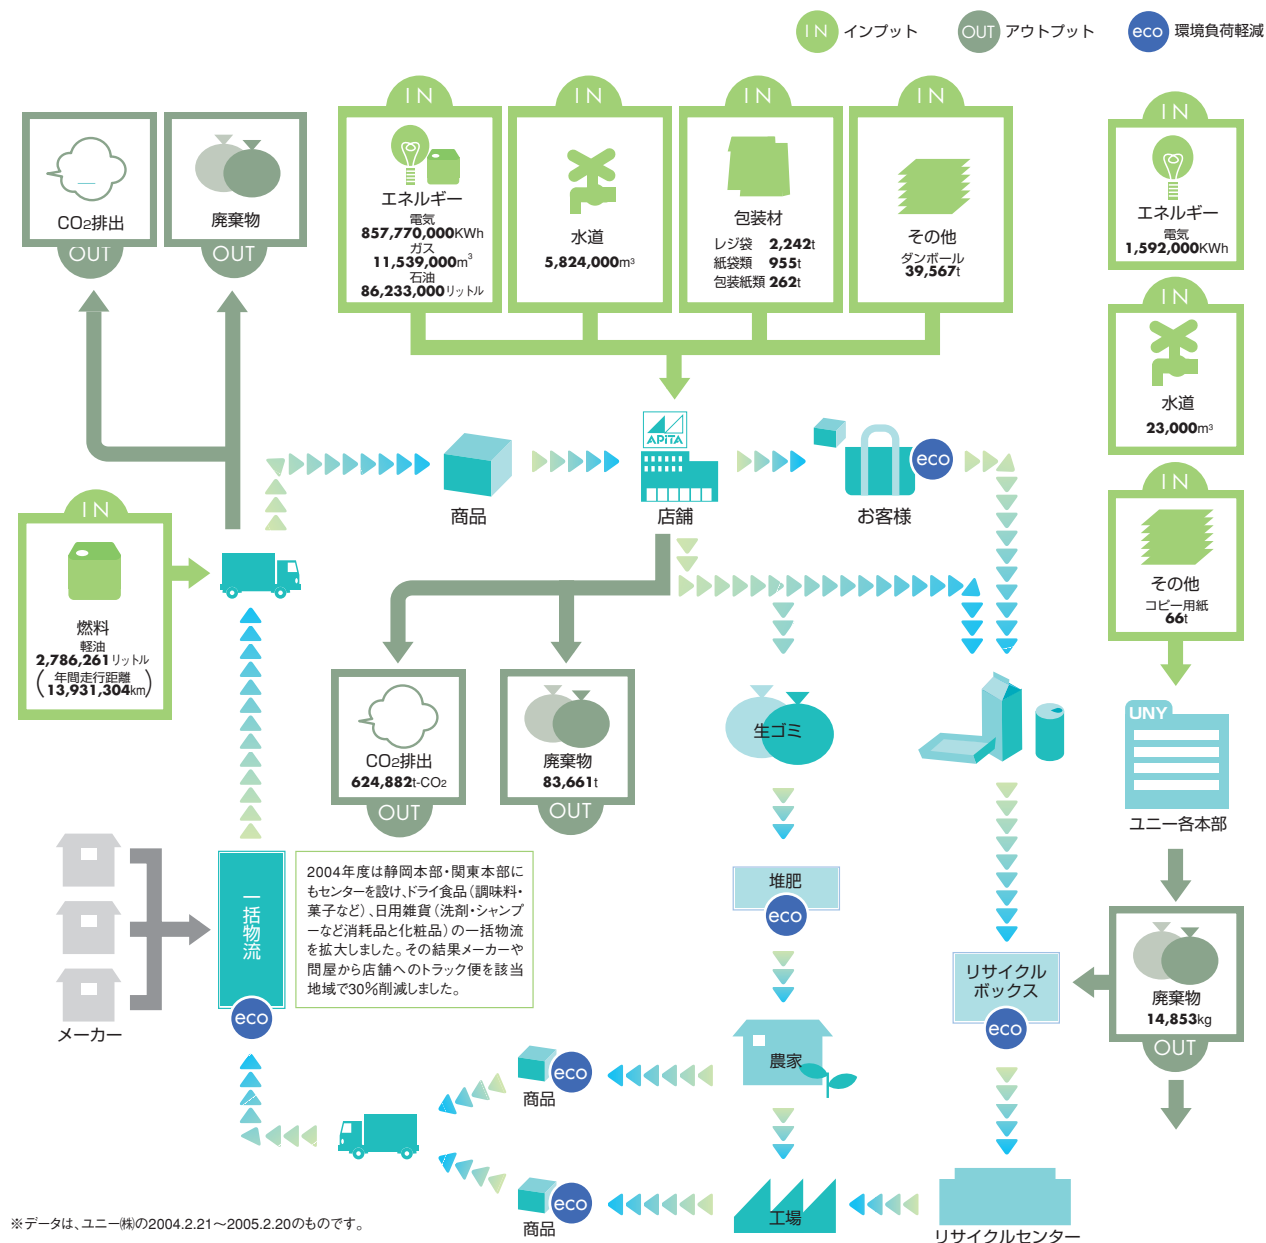 IN インプット
OUT アウトプット
eco 環境負荷軽減
CO2排出
OUT
廃棄物
OUT
IN
エネルギー
電気
857,770,000KWh
ガス
11,539,000m3
石油
86,233,000リットル
IN
水道
5,824,000m3
IN
包装材
レジ袋 2,242t
紙袋類 955t
包装紙類 262t
IN
その他
ダンボール
39,567t
IN
エネルギー
電気
1,592,000KWh
IN
水道
23,000m3
IN
その他
コピー用紙
66t
UNY
ユニー各本部
廃棄物
14,853kg
OUT
APiTA
商品
店舗
eco
お客様
IN
燃料
軽油
2,786,261リットル
(年間走行距離
13,931,304km)
CO2排出
624,882t-CO2
OUT
廃棄物
83,661t
OUT
生ゴミ
堆肥
eco
リサイクル
ボックス
eco
メーカー
一括物流
eco
2004年度は静岡本部・関東本部に
もセンターを設け、ドライ食品(調味料・
菓子など)、日用雑貨(洗剤・シャンプ
ーなど消耗品と化粧品)の一括物流
を拡大しました。その結果メーカーや
問屋から店舗へのトラック便を該当
地域で30%削減しました。
農家
eco
商品
eco
商品
工場
リサイクルセンター
※データは、ユニー㈱の2004.2.21～2005.2.20のものです。